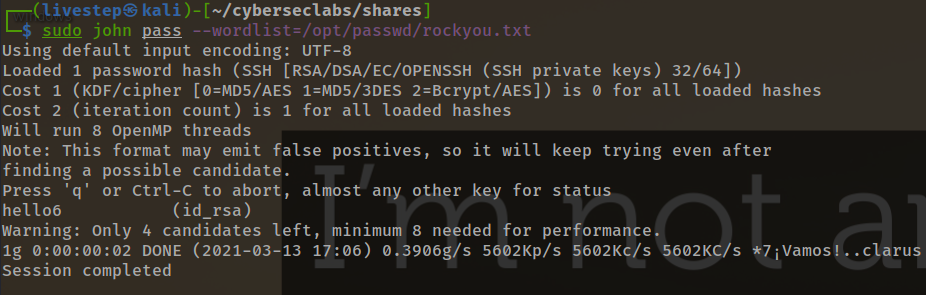 (livestep㉿kali)-[~/cyberseclabs/shares]
$ sudo john pass --wordlist=/opt/passwd/rockyou.txt
Using default input encoding: UTF-8
Loaded 1 password hash (SSH [RSA/DSA/EC/OPENSSH (SSH private keys) 32/64])
Cost 1 (KDF/cipher [0=MD5/AES 1=MD5/3DES 2=Bcrypt/AES]) is 0 for all loaded hashes
Cost 2 (iteration count) is 1 for all loaded hashes
Will run 8 OpenMP threads
Note: This format may emit false positives, so it will keep trying even after
finding a possible candidate.
Press 'q' or Ctrl-C to abort, almost any other key for status
hello6           (id_rsa)
Warning: Only 4 candidates left, minimum 8 needed for performance.
1g 0:00:00:02 DONE (2021-03-13 17:06) 0.3906g/s 5602Kp/s 5602Kc/s 5602KC/s *7¡Vamos!..clarus
Session completed
I'm not an